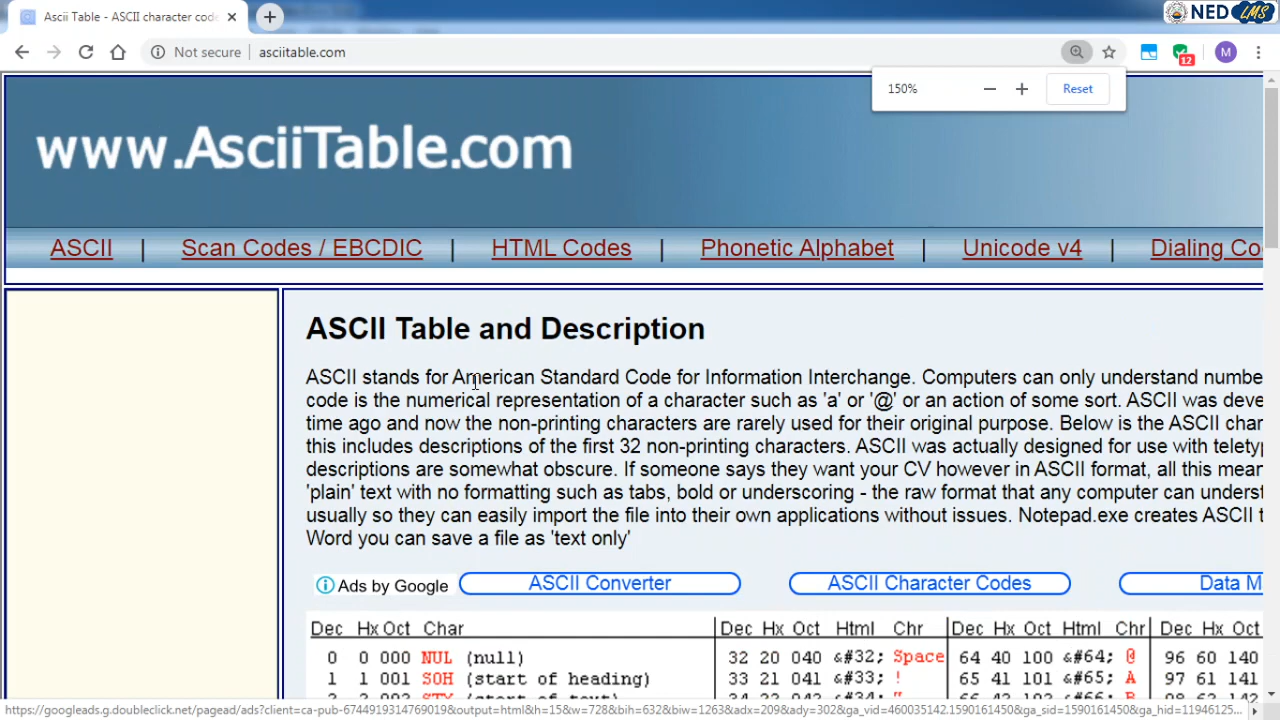 Ascii Table - ASCII character code
NED LMS
Not secure | asciitable.com
12
M
150% Reset
www.AsciiTable.com
ASCII | Scan Codes / EBCDIC | HTML Codes | Phonetic Alphabet | Unicode v4 | Dialing Co
ASCII Table and Description
ASCII stands for American Standard Code for Information Interchange. Computers can only understand numbe
code is the numerical representation of a character such as 'a' or '@' or an action of some sort. ASCII was deve
time ago and now the non-printing characters are rarely used for their original purpose. Below is the ASCII char
this includes descriptions of the first 32 non-printing characters. ASCII was actually designed for use with telety
descriptions are somewhat obscure. If someone says they want your CV however in ASCII format, all this mean
'plain' text with no formatting such as tabs, bold or underscoring - the raw format that any computer can underst
usually so they can easily import the file into their own applications without issues. Notepad.exe creates ASCII t
Word you can save a file as 'text only'
Ads by Google ASCII Converter ASCII Character Codes Data M
Dec Hx Oct Char Dec Hx Oct Html Chr Dec Hx Oct Html Chr Dec Hx Oct
0 0 000 NUL (null) 32 20 040 &#32; Space 64 40 100 &#64; @ 96 60 140
1 1 001 SOH (start of heading) 33 21 041 &#33; ! 65 41 101 &#65; A 97 61 141
https://googleads.g.doubleclick.net/pagead/ads?client=ca-pub-6744919314769019&output=html&h=15&w=728&bih=632&biw=1263&adx=209&ady=302&ga_vid=460035142.1590161450&ga_sid=1590161450&ga_hid=11946125...